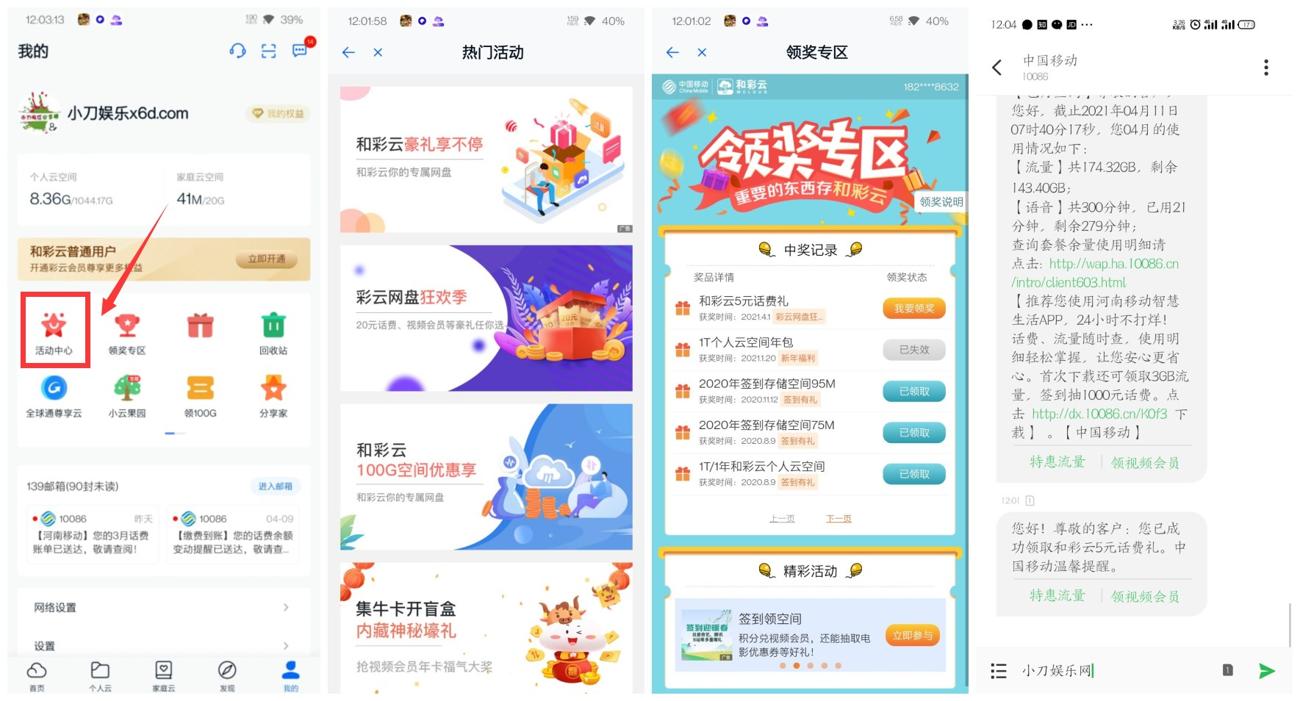 12:03:13
39%
我的
14
小刀娱乐x6d.com
我的权益
个人云空间
8.36G/1044.17G
家庭云空间
41M/20G
和彩云普通用户
开通彩云会员尊享更多权益
立即开通
活动中心
领奖专区
回收站
全球通尊享云
小云果园
领100G
分享家
139邮箱(90封未读)
进入邮箱
10086
昨天
【河南移动】您的3月话费
账单已送达，敬请查阅！
10086
04-09
【缴费到账】您的话费余额
变动提醒已送达，敬请查...
网络设置
设置
首页
个人云
家庭云
发现
我的
12:01:58
40%
热门活动
和彩云豪礼享不停
和彩云你的专属网盘
广告
彩云网盘狂欢季
20元话费、视频会员等豪礼任你选
和彩云
100G空间优惠享
和彩云你的专属网盘
集牛卡开盲盒
内藏神秘壕礼
抢视频会员年卡福气大奖
12:01:02
40%
领奖专区
中国移动
China Mobile
和彩云
182****8632
领奖专区
重要的东西存和彩云
领奖说明
中奖记录
奖品详情
领奖状态
和彩云5元话费礼
获奖时间：2021.4.1
彩云网盘狂...
我要领奖
1T个人云空间年包
获奖时间：2021.1.20
新年福利
已失效
2020年签到存储空间95M
获奖时间：2020.11.12
签到有礼
已领取
2020年签到存储空间75M
获奖时间：2020.8.9
签到有礼
已领取
1T/1年和彩云个人云空间
获奖时间：2020.8.9
签到有礼
已领取
上一页
下一页
精彩活动
签到迎暖春
广告
签到领空间
积分兑视频会员，还能抽取电
影优惠券等好礼！
立即参与
12:04
17
中国移动
10086
您好，截止2021年04月11日
07时40分17秒，您04月的使
用情况如下：
【流量】共174.32GB，剩余
143.40GB；
【语音】共300分钟，已用21
分钟，剩余279分钟；
查询套餐余量使用明细请
点击：http://wap.ha.10086.cn
/intro/client603.html
【推荐您使用河南移动智慧
生活APP，24小时不打烊！
话费、流量随时查，使用明
细轻松掌握，让您安心更省
心。首次下载还可领取3GB流
量，签到抽1000元话费。点
击 http://dx.10086.cn/K0f3 下
载】。【中国移动】
特惠流量
领视频会员
12:01
1
您好！尊敬的客户：您已成
功领取和彩云5元话费礼。中
国移动温馨提醒。
特惠流量
领视频会员
小刀娱乐网
1